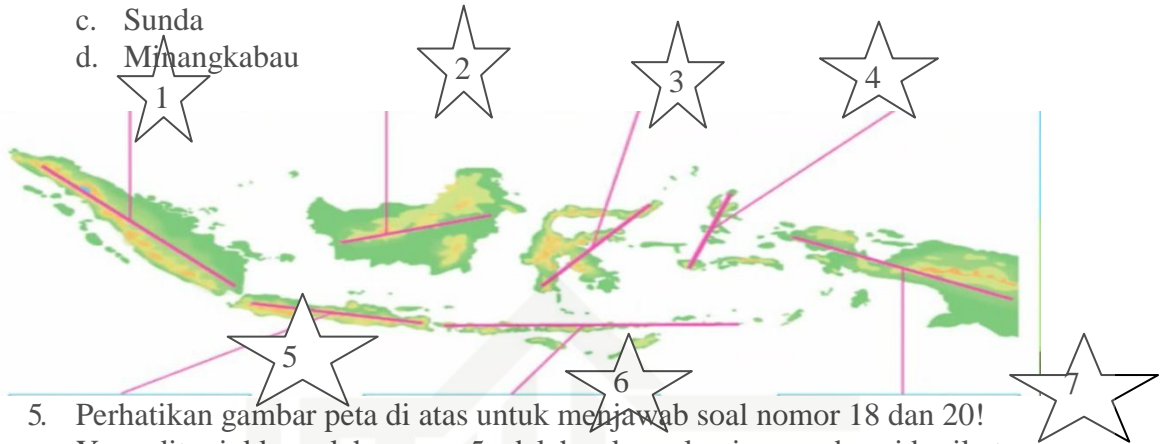 c. Sunda
d. Minangkabau
1
2
3
4
5
6
7
5. Perhatikan gambar peta di atas untuk menjawab soal nomor 18 dan 20!